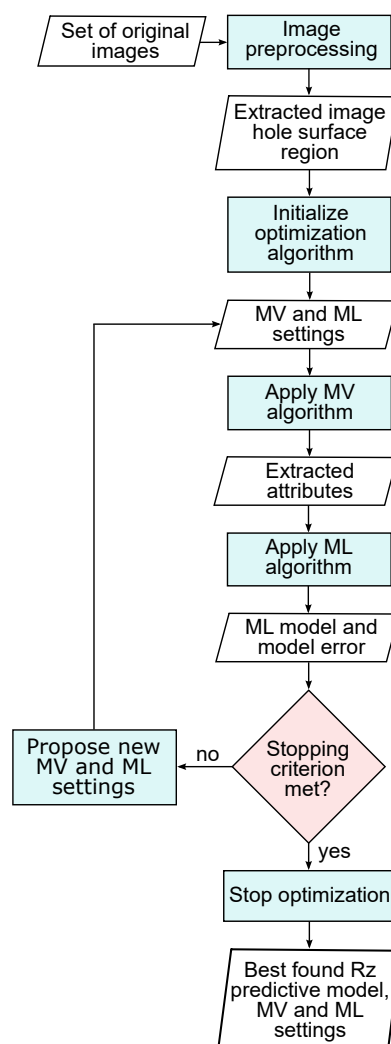 Set of original
images
Image
preprocessing
Extracted image
hole surface
region
Initialize
optimization
algorithm
MV and ML
settings
Apply MV
algorithm
Extracted
attributes
Apply ML
algorithm
ML model and
model error
Stopping
criterion
met?
no
Propose new
MV and ML
settings
yes
Stop optimization
Best found Rz
predictive model,
MV and ML
settings